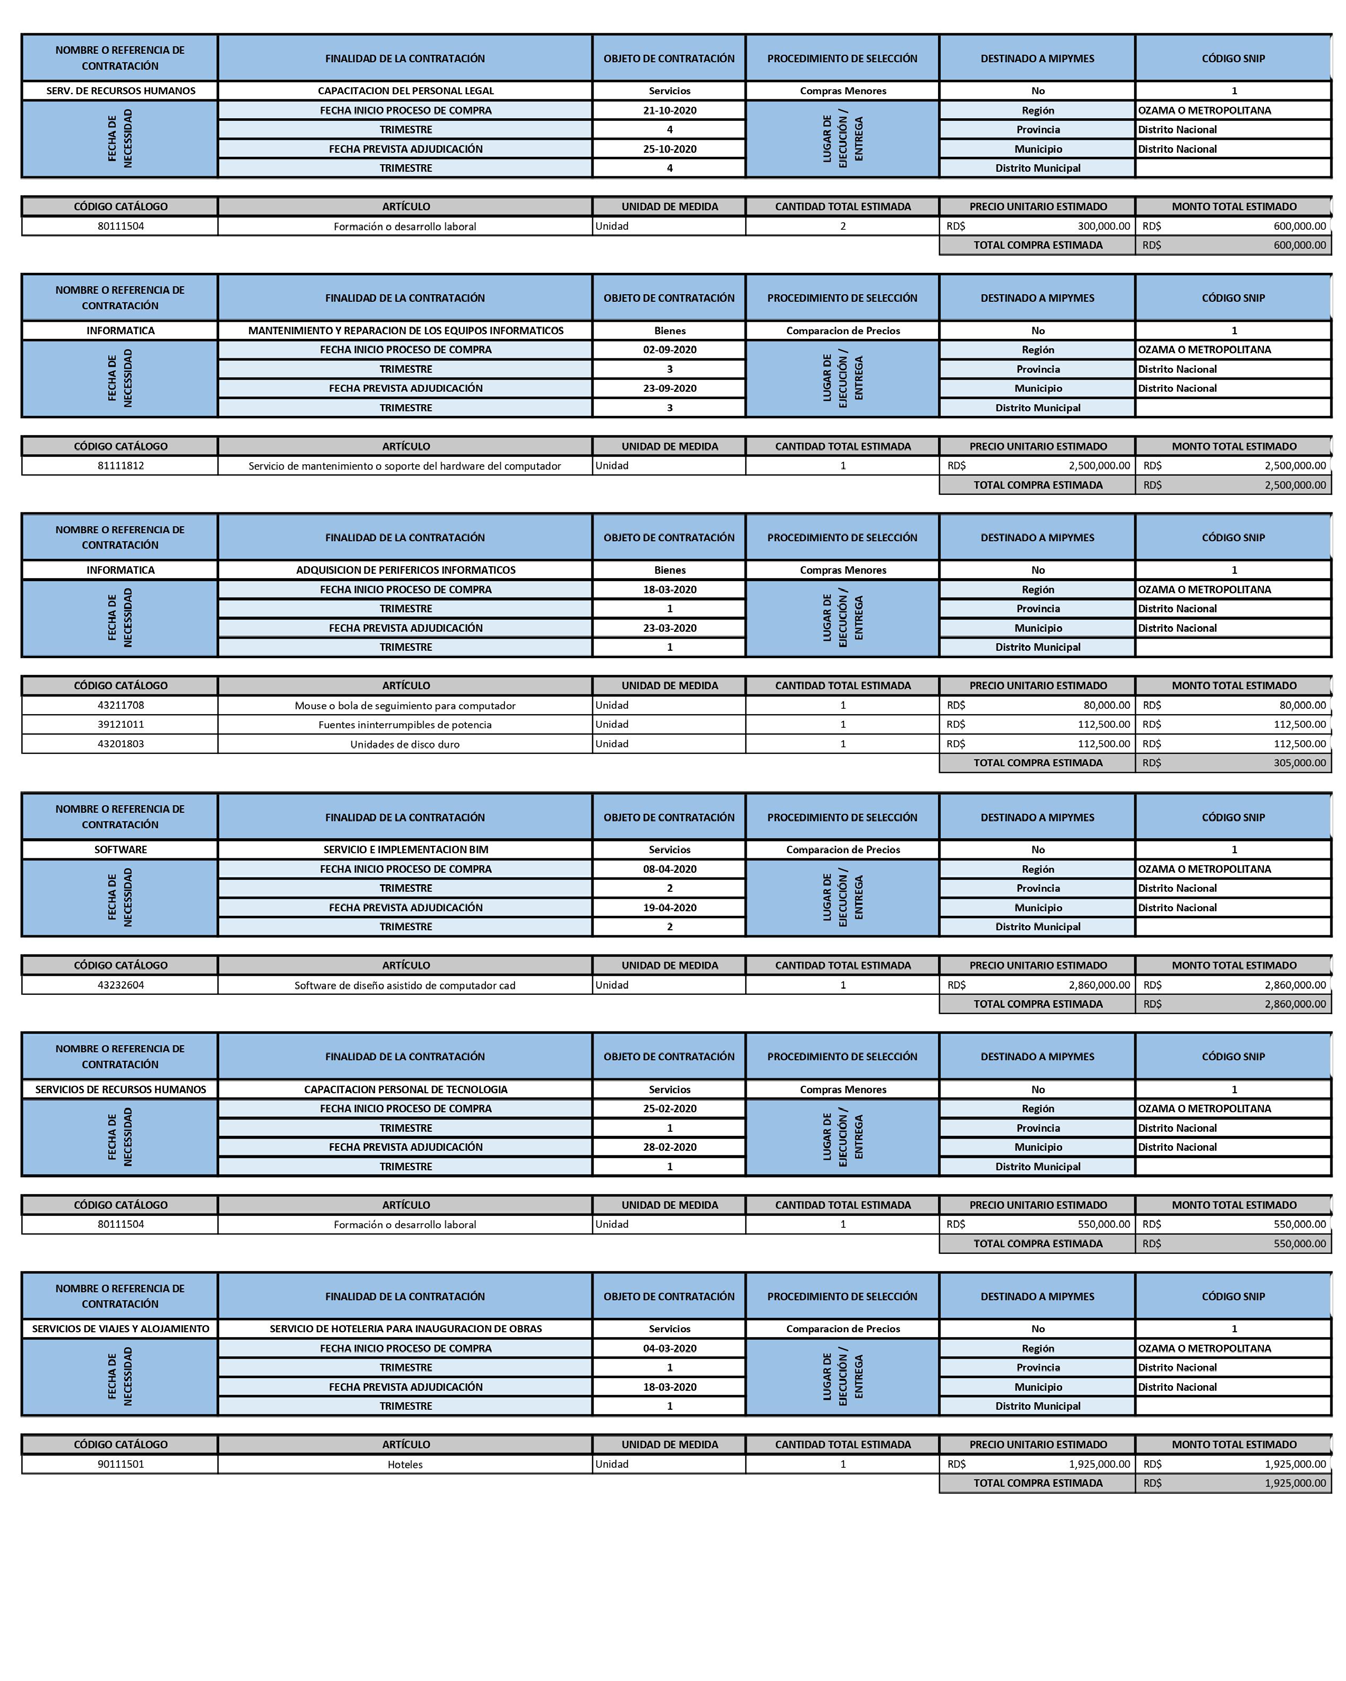 NOMBRE O REFERENCIA DE CONTRATACIÓN FINALIDAD DE LA CONTRATACIÓN OBJETO DE CONTRATACIÓN PROCEDIMIENTO DE SELECCIÓN DESTINADO A MIPYMES CÓDIGO SNIP
SERV. DE RECURSOS HUMANOS CAPACITACION DEL PERSONAL LEGAL Servicios Compras Menores No 1
FECHA DE NECESSIDAD FECHA INICIO PROCESO DE COMPRA 21-10-2020 LUGAR DE EJECUCIÓN / ENTREGA Región OZAMA O METROPOLITANA
TRIMESTRE 4 Provincia Distrito Nacional
FECHA PREVISTA ADJUDICACIÓN 25-10-2020 Municipio Distrito Nacional
TRIMESTRE 4 Distrito Municipal
CÓDIGO CATÁLOGO ARTÍCULO UNIDAD DE MEDIDA CANTIDAD TOTAL ESTIMADA PRECIO UNITARIO ESTIMADO MONTO TOTAL ESTIMADO
80111504 Formación o desarrollo laboral Unidad 2 RD$ 300,000.00 RD$ 600,000.00
TOTAL COMPRA ESTIMADA RD$ 600,000.00
NOMBRE O REFERENCIA DE CONTRATACIÓN FINALIDAD DE LA CONTRATACIÓN OBJETO DE CONTRATACIÓN PROCEDIMIENTO DE SELECCIÓN DESTINADO A MIPYMES CÓDIGO SNIP
INFORMATICA MANTENIMIENTO Y REPARACION DE LOS EQUIPOS INFORMATICOS Bienes Comparacion de Precios No 1
FECHA DE NECESSIDAD FECHA INICIO PROCESO DE COMPRA 02-09-2020 LUGAR DE EJECUCIÓN / ENTREGA Región OZAMA O METROPOLITANA
TRIMESTRE 3 Provincia Distrito Nacional
FECHA PREVISTA ADJUDICACIÓN 23-09-2020 Municipio Distrito Nacional
TRIMESTRE 3 Distrito Municipal
CÓDIGO CATÁLOGO ARTÍCULO UNIDAD DE MEDIDA CANTIDAD TOTAL ESTIMADA PRECIO UNITARIO ESTIMADO MONTO TOTAL ESTIMADO
81111812 Servicio de mantenimiento o soporte del hardware del computador Unidad 1 RD$ 2,500,000.00 RD$ 2,500,000.00
TOTAL COMPRA ESTIMADA RD$ 2,500,000.00
NOMBRE O REFERENCIA DE CONTRATACIÓN FINALIDAD DE LA CONTRATACIÓN OBJETO DE CONTRATACIÓN PROCEDIMIENTO DE SELECCIÓN DESTINADO A MIPYMES CÓDIGO SNIP
INFORMATICA ADQUISICION DE PERIFERICOS INFORMATICOS Bienes Compras Menores No 1
FECHA DE NECESSIDAD FECHA INICIO PROCESO DE COMPRA 18-03-2020 LUGAR DE EJECUCIÓN / ENTREGA Región OZAMA O METROPOLITANA
TRIMESTRE 1 Provincia Distrito Nacional
FECHA PREVISTA ADJUDICACIÓN 23-03-2020 Municipio Distrito Nacional
TRIMESTRE 1 Distrito Municipal
CÓDIGO CATÁLOGO ARTÍCULO UNIDAD DE MEDIDA CANTIDAD TOTAL ESTIMADA PRECIO UNITARIO ESTIMADO MONTO TOTAL ESTIMADO
43211708 Mouse o bola de seguimiento para computador Unidad 1 RD$ 80,000.00 RD$ 80,000.00
39121011 Fuentes ininterrumpibles de potencia Unidad 1 RD$ 112,500.00 RD$ 112,500.00
43201803 Unidades de disco duro Unidad 1 RD$ 112,500.00 RD$ 112,500.00
TOTAL COMPRA ESTIMADA RD$ 305,000.00
NOMBRE O REFERENCIA DE CONTRATACIÓN FINALIDAD DE LA CONTRATACIÓN OBJETO DE CONTRATACIÓN PROCEDIMIENTO DE SELECCIÓN DESTINADO A MIPYMES CÓDIGO SNIP
SOFTWARE SERVICIO E IMPLEMENTACION BIM Servicios Comparacion de Precios No 1
FECHA DE NECESSIDAD FECHA INICIO PROCESO DE COMPRA 08-04-2020 LUGAR DE EJECUCIÓN / ENTREGA Región OZAMA O METROPOLITANA
TRIMESTRE 2 Provincia Distrito Nacional
FECHA PREVISTA ADJUDICACIÓN 19-04-2020 Municipio Distrito Nacional
TRIMESTRE 2 Distrito Municipal
CÓDIGO CATÁLOGO ARTÍCULO UNIDAD DE MEDIDA CANTIDAD TOTAL ESTIMADA PRECIO UNITARIO ESTIMADO MONTO TOTAL ESTIMADO
43232604 Software de diseño asistido de computador cad Unidad 1 RD$ 2,860,000.00 RD$ 2,860,000.00
TOTAL COMPRA ESTIMADA RD$ 2,860,000.00
NOMBRE O REFERENCIA DE CONTRATACIÓN FINALIDAD DE LA CONTRATACIÓN OBJETO DE CONTRATACIÓN PROCEDIMIENTO DE SELECCIÓN DESTINADO A MIPYMES CÓDIGO SNIP
SERVICIOS DE RECURSOS HUMANOS CAPACITACION PERSONAL DE TECNOLOGIA Servicios Compras Menores No 1
FECHA DE NECESSIDAD FECHA INICIO PROCESO DE COMPRA 25-02-2020 LUGAR DE EJECUCIÓN / ENTREGA Región OZAMA O METROPOLITANA
TRIMESTRE 1 Provincia Distrito Nacional
FECHA PREVISTA ADJUDICACIÓN 28-02-2020 Municipio Distrito Nacional
TRIMESTRE 1 Distrito Municipal
CÓDIGO CATÁLOGO ARTÍCULO UNIDAD DE MEDIDA CANTIDAD TOTAL ESTIMADA PRECIO UNITARIO ESTIMADO MONTO TOTAL ESTIMADO
80111504 Formación o desarrollo laboral Unidad 1 RD$ 550,000.00 RD$ 550,000.00
TOTAL COMPRA ESTIMADA RD$ 550,000.00
NOMBRE O REFERENCIA DE CONTRATACIÓN FINALIDAD DE LA CONTRATACIÓN OBJETO DE CONTRATACIÓN PROCEDIMIENTO DE SELECCIÓN DESTINADO A MIPYMES CÓDIGO SNIP
SERVICIOS DE VIAJES Y ALOJAMIENTO SERVICIO DE HOTELERIA PARA INAUGURACION DE OBRAS Servicios Comparacion de Precios No 1
FECHA DE NECESSIDAD FECHA INICIO PROCESO DE COMPRA 04-03-2020 LUGAR DE EJECUCIÓN / ENTREGA Región OZAMA O METROPOLITANA
TRIMESTRE 1 Provincia Distrito Nacional
FECHA PREVISTA ADJUDICACIÓN 18-03-2020 Municipio Distrito Nacional
TRIMESTRE 1 Distrito Municipal
CÓDIGO CATÁLOGO ARTÍCULO UNIDAD DE MEDIDA CANTIDAD TOTAL ESTIMADA PRECIO UNITARIO ESTIMADO MONTO TOTAL ESTIMADO
90111501 Hoteles Unidad 1 RD$ 1,925,000.00 RD$ 1,925,000.00
TOTAL COMPRA ESTIMADA RD$ 1,925,000.00